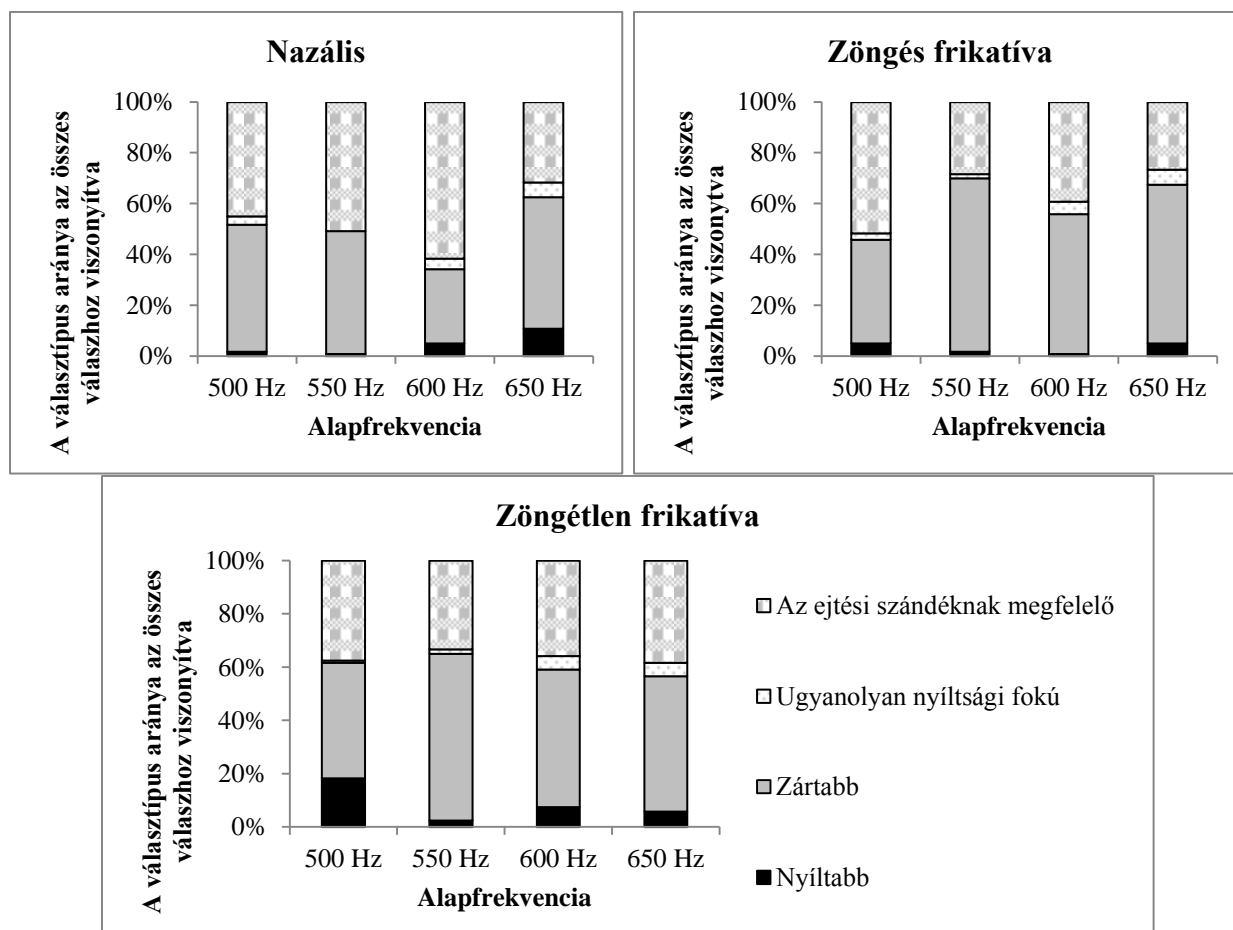 Nazális
A választípus aránya az összes
válaszhoz viszonyítva
100%
80%
60%
40%
20%
0%
500 Hz 550 Hz 600 Hz 650 Hz
Alapfrekvencia
Zöngés frikatíva
A választípus aránya az összes
válaszhoz viszonytva
100%
80%
60%
40%
20%
0%
500 Hz 550 Hz 600 Hz 650 Hz
Alapfrekvencia
Zöngétlen frikatíva
A választípus aránya az összes
válaszhoz viszonyítva
100%
80%
60%
40%
20%
0%
500 Hz 550 Hz 600 Hz 650 Hz
Alapfrekvencia
Az ejtési szándéknak megfelelő
Ugyanolyan nyíltsági fokú
Zártabb
Nyíltabb